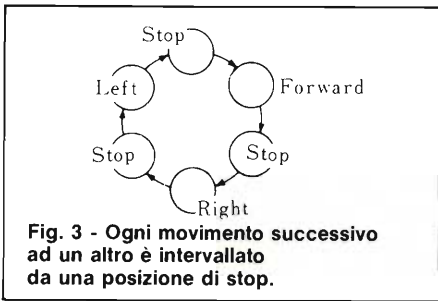 Stop
Left
Forward
Stop
Stop
Right
Fig. 3 - Ogni movimento successivo
ad un altro è intervallato
da una posizione di stop.